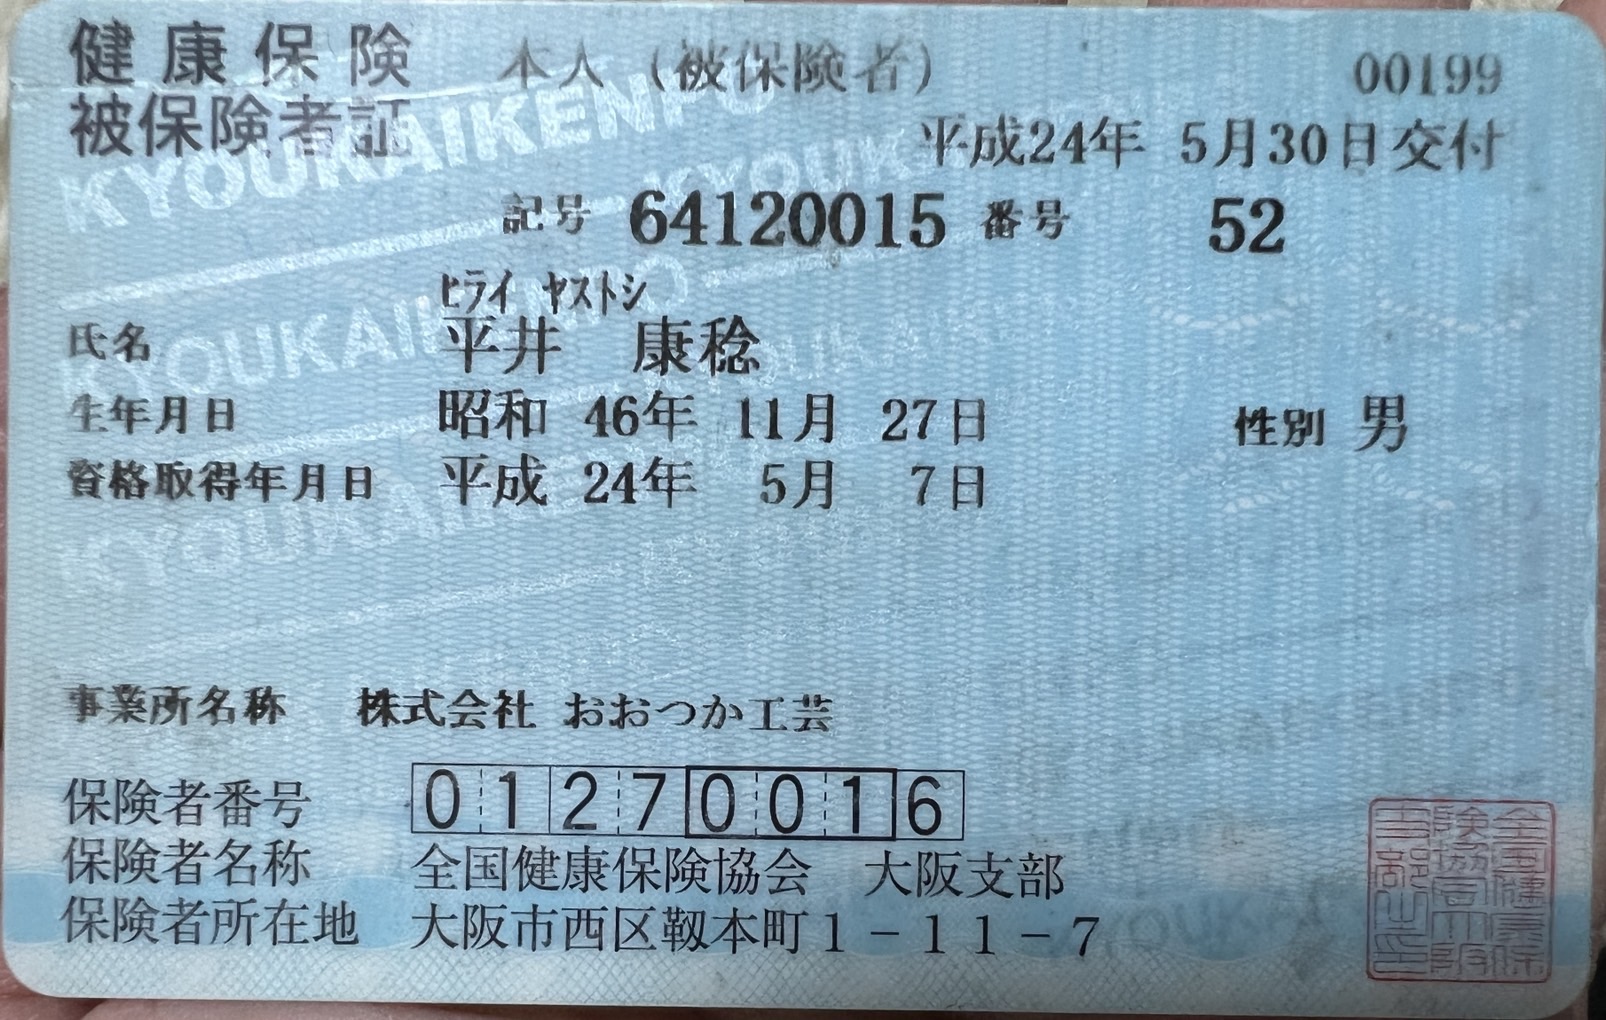 健康保険 本人（被保険者） 00199
被保険者証 平成24年 5月30日交付
記号 64120015 番号 52
ﾋﾗｲ ﾔｽﾄｼ
氏名 平井 康稔
生年月日 昭和 46年 11月 27日 性別 男
資格取得年月日 平成 24年 5月 7日
事業所名称 株式会社 おおつか工芸
保険者番号 01270016
保険者名称 全国健康保険協会 大阪支部
保険者所在地 大阪市西区靱本町1－11－7
KYOUKAIKENPO